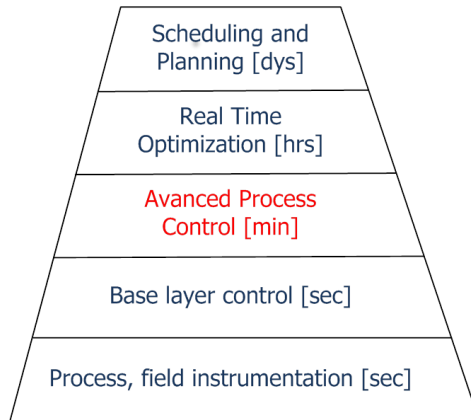 Scheduling and
Planning [dys]
Real Time
Optimization [hrs]
Avanced Process
Control [min]
Base layer control [sec]
Process, field instrumentation [sec]